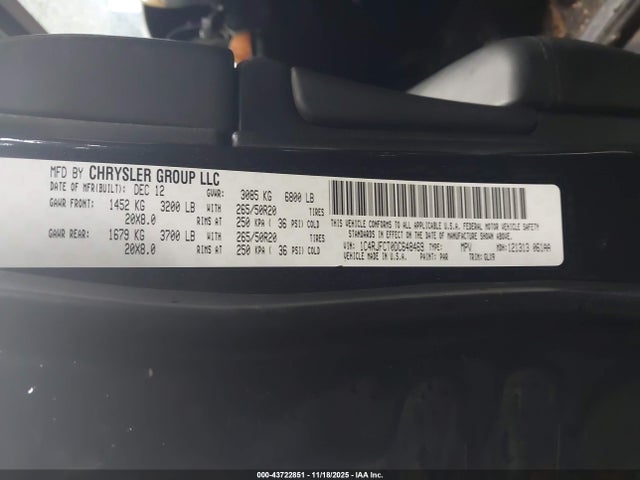 MFD BY CHRYSLER GROUP LLC
DATE OF MFR(BUILT): DEC 12 GVWR: 3085 KG 6800 LB
GAWR FRONT: 1452 KG 3200 LB WITH 265/50R20 TIRES
20X8.0 RIMS AT 250 KPA ( 36 PSI) COLD
GAWR REAR: 1679 KG 3700 LB WITH 265/50R20 TIRES
20X8.0 RIMS AT 250 KPA ( 36 PSI) COLD
THIS VEHICLE CONFORMS TO ALL APPLICABLE U.S.A. FEDERAL MOTOR VEHICLE SAFETY
STANDARDS IN EFFECT ON THE DATE OF MANUFACTURE SHOWN ABOVE.
VIN: TYPE: MPV MDH:
VEHICLE MADE IN U.S.A. PAINT: PAR TRIM:
000-43722851 - 11/18/2025 - IAA Inc.